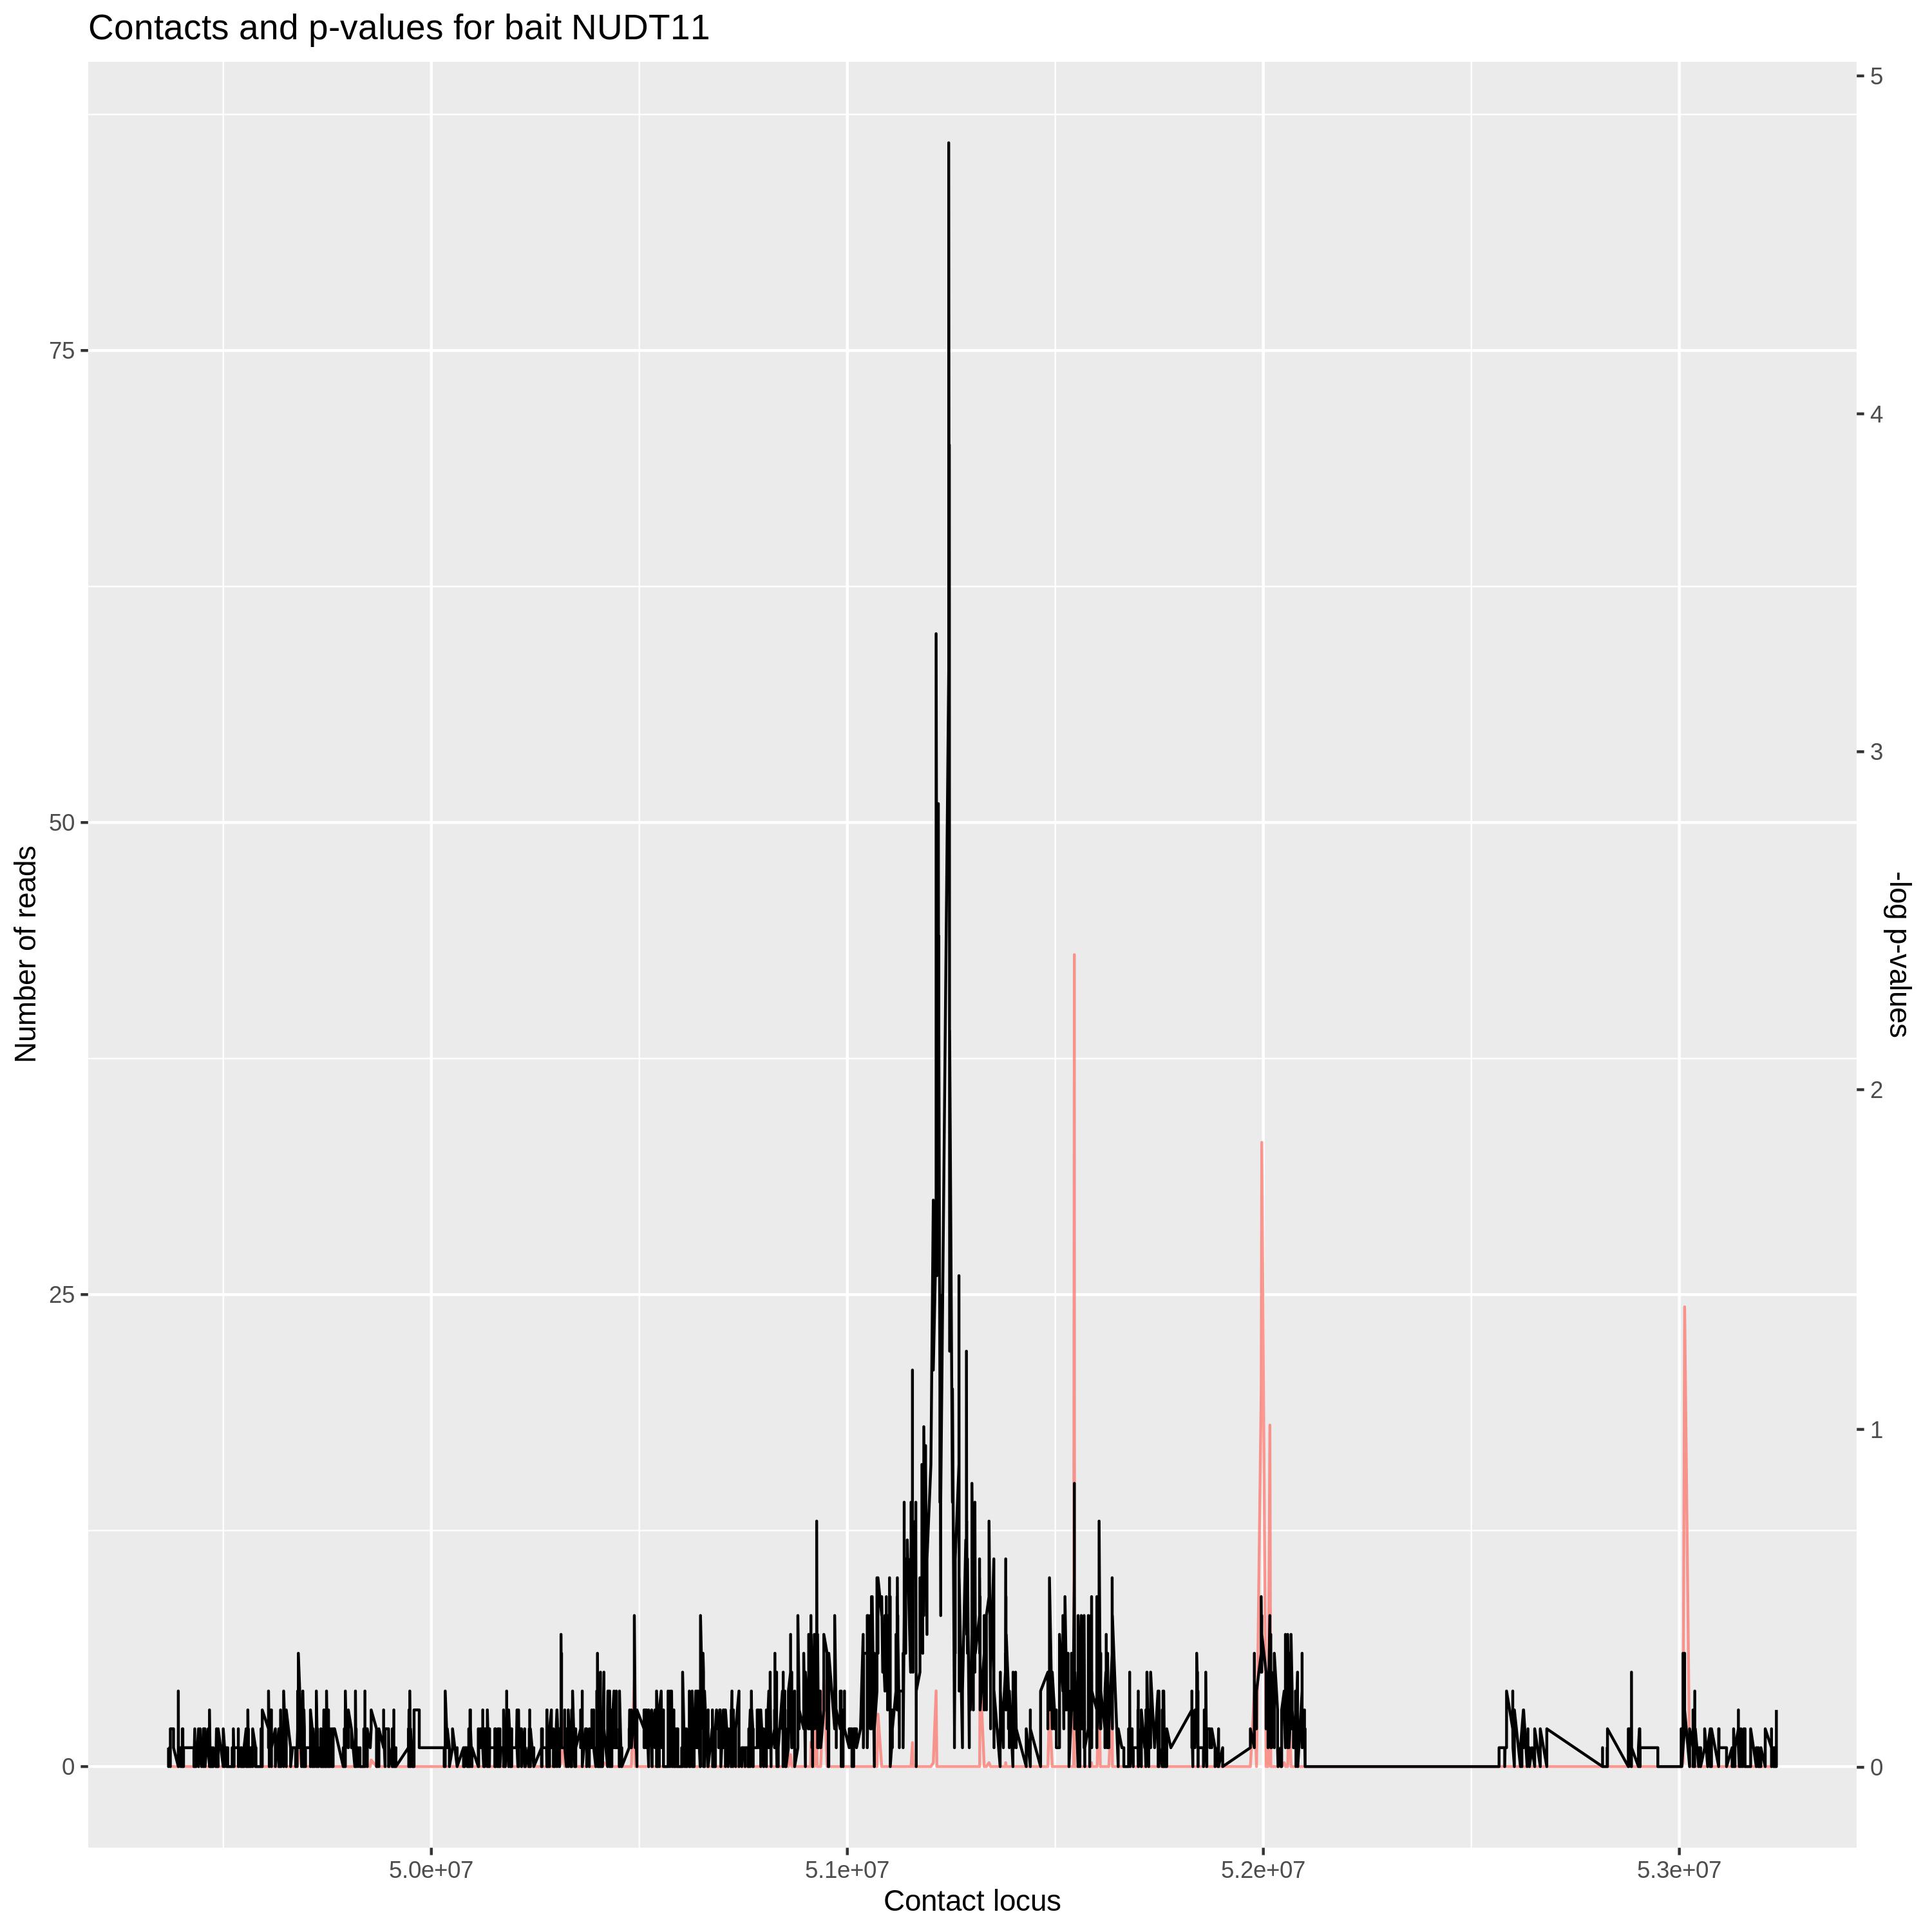 Contacts and p-values for bait NUDT11
Number of reads
75
50
25
0
5
4
3
2
1
0
-log p-values
5.0e+07
5.1e+07
5.2e+07
5.3e+07
Contact locus